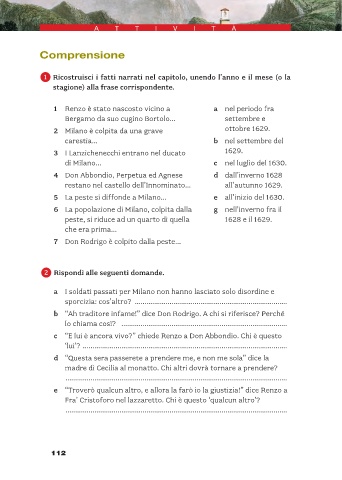 A T T I V I T À
Comprensione
1 Ricostruisci i fatti narrati nel capitolo, unendo l'anno e il mese (o la
stagione) alla frase corrispondente.
1 Renzo è stato nascosto vicino a
Bergamo da suo cugino Bortolo...
2 Milano è colpita da una grave
carestia...
3 I Lanzichenecchi entrano nel ducato
di Milano...
4 Don Abbondio, Perpetua ed Agnese
restano nel castello dell'Innominato...
5 La peste si diffonde a Milano...
6 La popolazione di Milano, colpita dalla
peste, si riduce ad un quarto di quella
che era prima...
7 Don Rodrigo è colpito dalla peste...
a nel periodo fra
settembre e
ottobre 1629.
b nel settembre del
1629.
c nel luglio del 1630.
d dall'inverno 1628
all'autunno 1629.
e all'inizio del 1630.
g nell'inverno fra il
1628 e il 1629.
2 Rispondi alle seguenti domande.
a I soldati passati per Milano non hanno lasciato solo disordine e
sporcizia: cos'altro? ....................................................................
b "Ah traditore infame!" dice Don Rodrigo. A chi si riferisce? Perché
lo chiama così? ....................................................................
c "E lui è ancora vivo?" chiede Renzo a Don Abbondio. Chi è questo
'lui'? ....................................................................
d "Questa sera passerete a prendere me, e non me sola" dice la
madre di Cecilia al monatto. Chi altri dovrà tornare a prendere?
....................................................................
e "Troverò qualcun altro, e allora la farò io la giustizia!" dice Renzo a
Fra' Cristoforo nel lazzaretto. Chi è questo 'qualcun altro'?
....................................................................
112